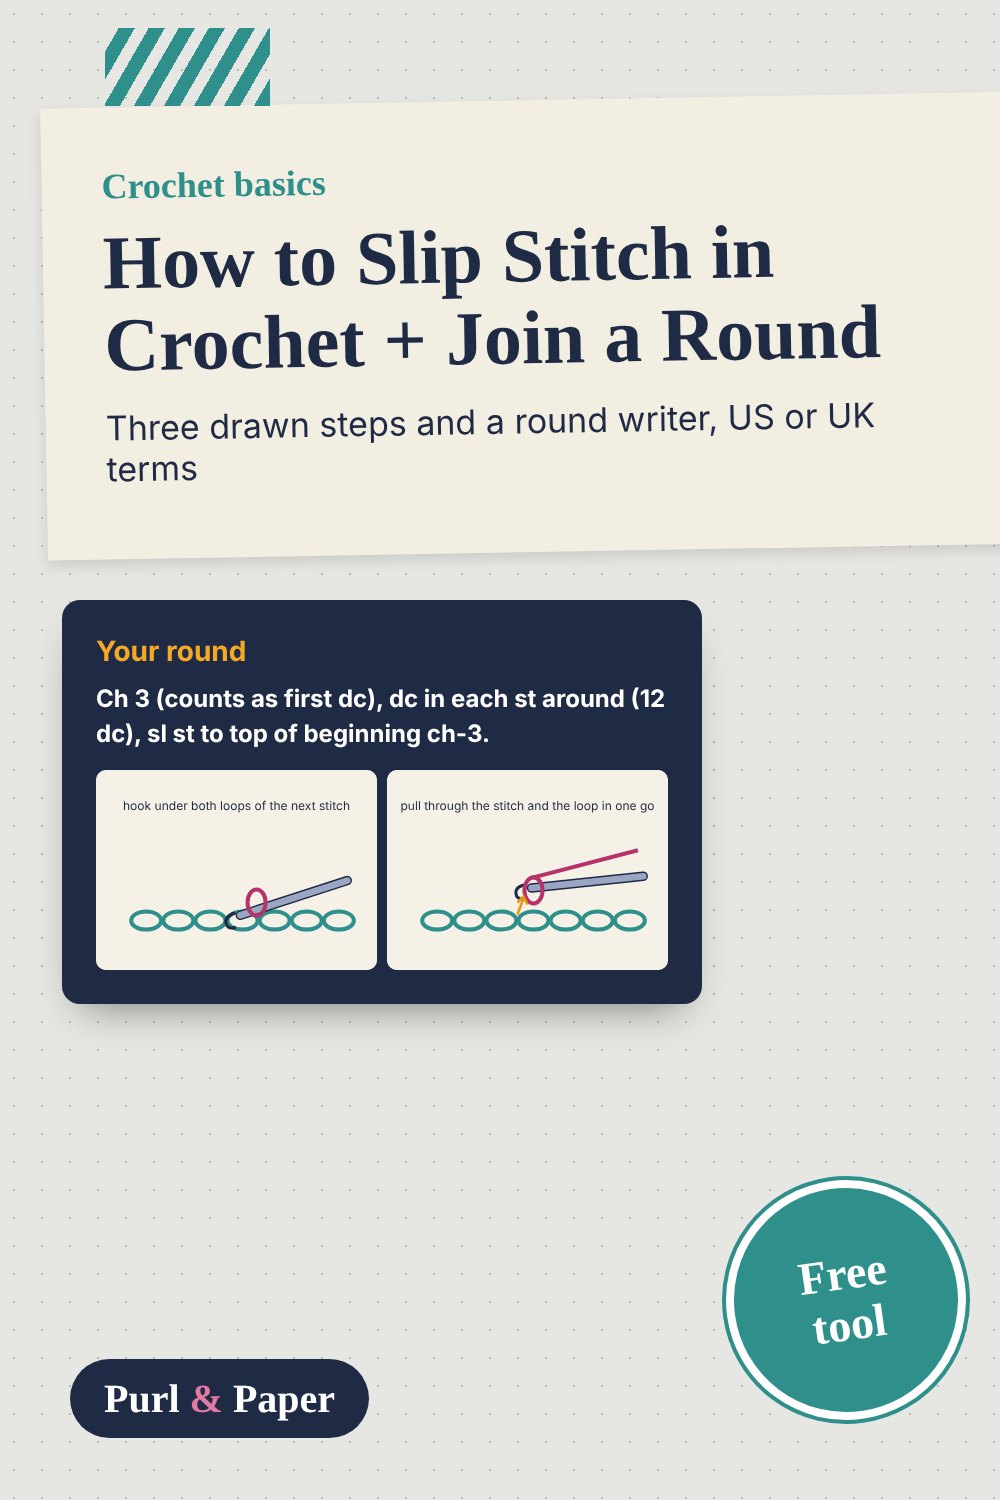 Crochet basics
How to Slip Stitch in
Crochet + Join a Round
Three drawn steps and a round writer, US or UK
terms
Your round
Ch 3 (counts as first dc), dc in each st around (12
dc), sl st to top of beginning ch-3.
hook under both loops of the next stitch
pull through the stitch and the loop in one go
Free
tool
Purl & Paper